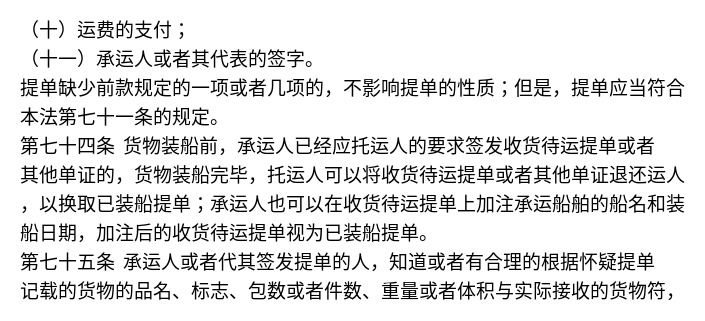 （十）运费的支付；
（十一）承运人或者其代表的签字。
提单缺少前款规定的一项或者几项的，不影响提单的性质；但是，提单应当符合
本法第七十一条的规定。
第七十四条 货物装船前，承运人已经应托运人的要求签发收货待运提单或者
其他单证的，货物装船完毕，托运人可以将收货待运提单或者其他单证退还运人
，以换取已装船提单；承运人也可以在收货待运提单上加注承运船舶的船名和装
船日期，加注后的收货待运提单视为已装船提单。
第七十五条 承运人或者代其签发提单的人，知道或者有合理的根据怀疑提单
记载的货物的品名、标志、包数或者件数、重量或者体积与实际接收的货物符，